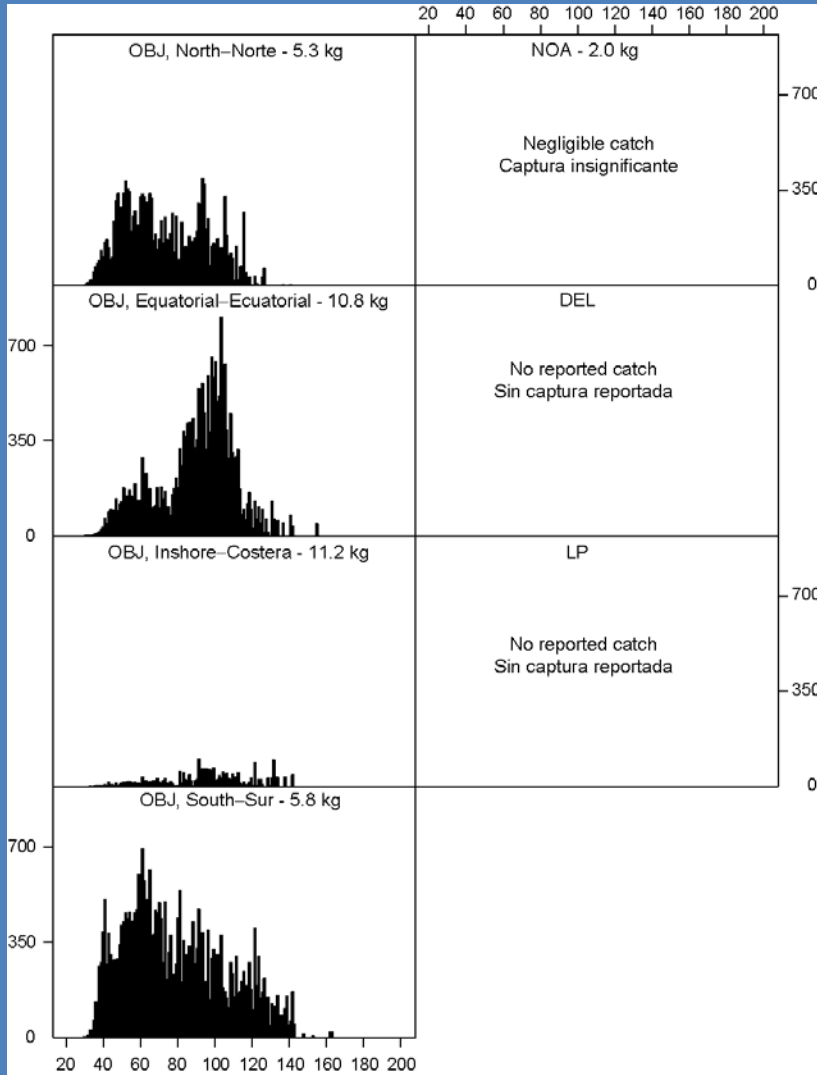 20 40 60 80 100 120 140 160 180 200
OBJ, North–Norte - 5.3 kg
NOA - 2.0 kg
700
Negligible catch
Captura insignificante
350
0
OBJ, Equatorial–Ecuatorial - 10.8 kg
DEL
700
No reported catch
Sin captura reportada
350
0
OBJ, Inshore–Costera - 11.2 kg
LP
700
No reported catch
Sin captura reportada
350
0
OBJ, South–Sur - 5.8 kg
700
350
0
20 40 60 80 100 120 140 160 180 200